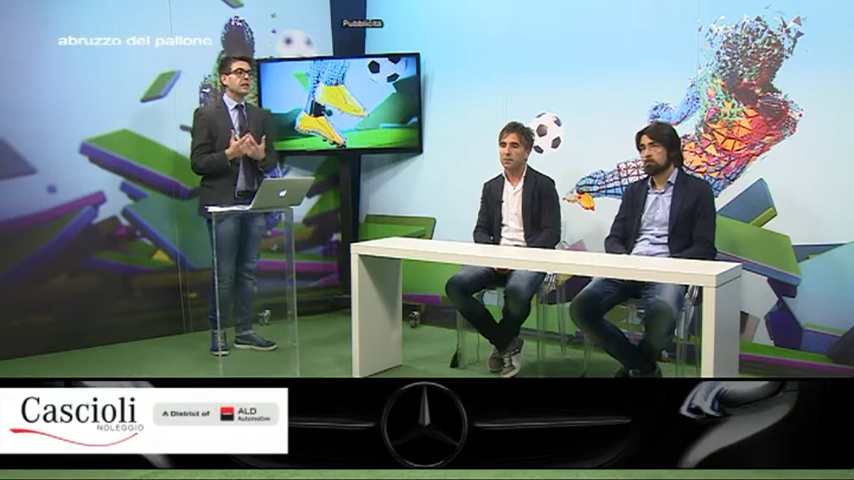 Pubblicità
abruzzo del pallone
Cascioli
NOLEGGIO
A District of
ALD
Automotive